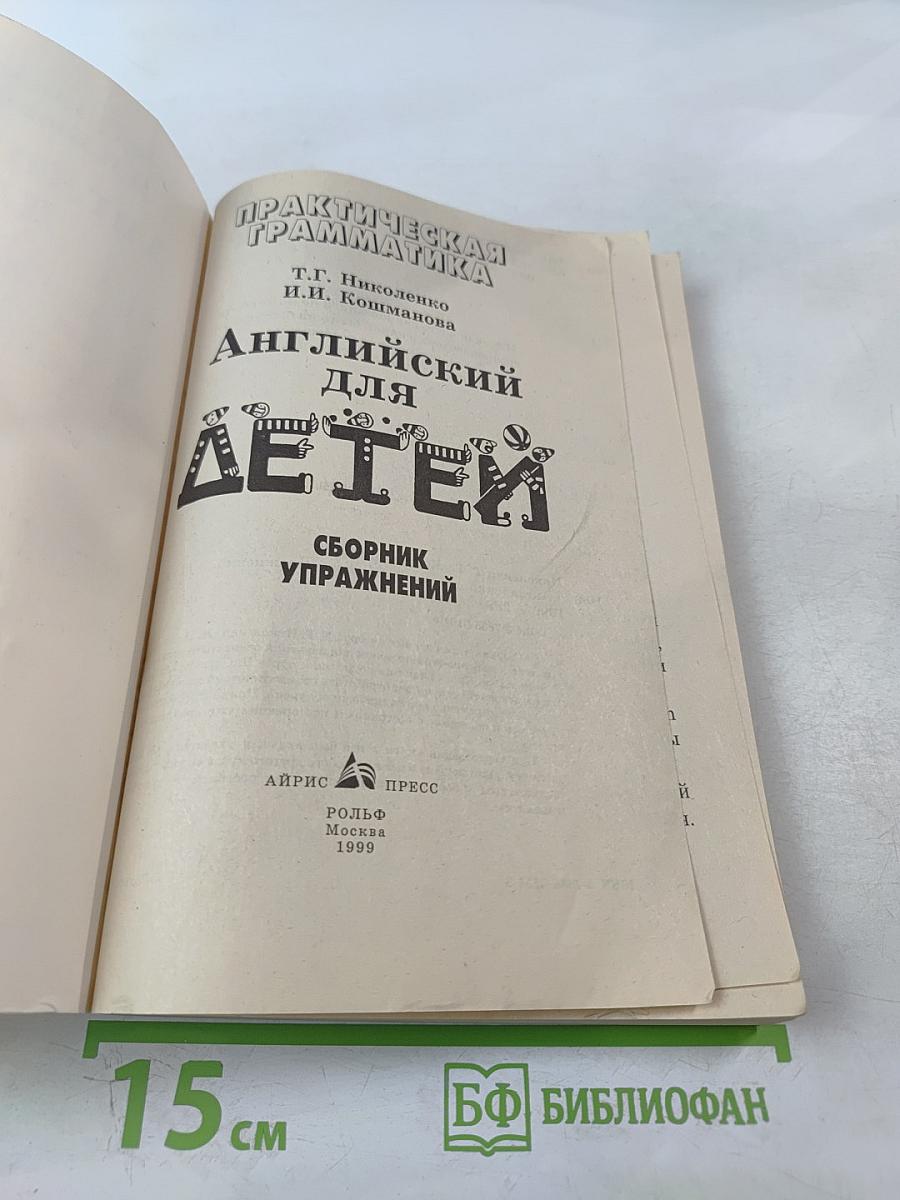 ПРАКТИЧЕСКАЯ
ГРАММАТИКА
Т.Г. Николенко
И.И. Кошманова
Английский
для
ДЕТЕЙ
СБОРНИК
УПРАЖНЕНИЙ
АЙРИС ПРЕСС
РОЛЬФ
Москва
1999
15 см
БФ БИБЛИОФАН